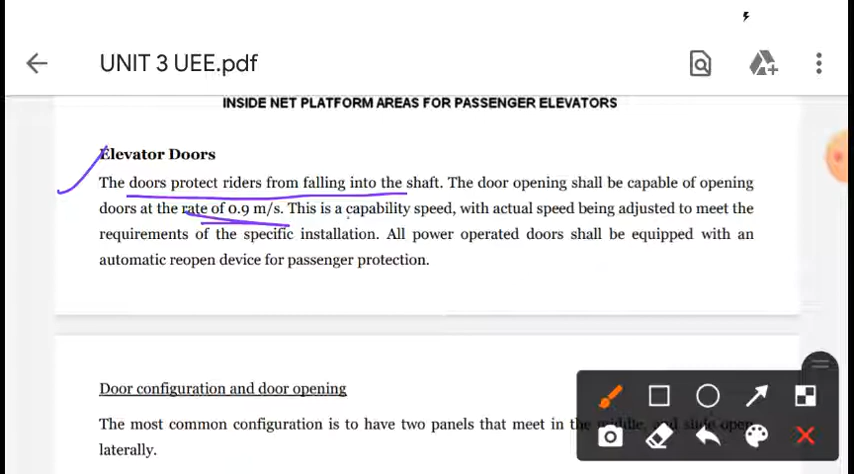 UNIT 3 UEE.pdf
INSIDE NET PLATFORM AREAS FOR PASSENGER ELEVATORS
Elevator Doors
The doors protect riders from falling into the shaft. The door opening shall be capable of opening
doors at the rate of 0.9 m/s. This is a capability speed, with actual speed being adjusted to meet the
requirements of the specific installation. All power operated doors shall be equipped with an
automatic reopen device for passenger protection.
Door configuration and door opening
The most common configuration is to have two panels that meet in the middle, and slide open
laterally.